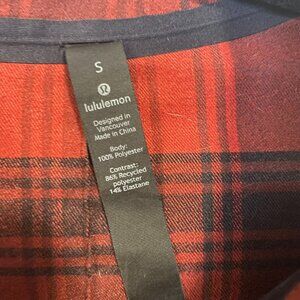 S
lululemon
Designed in
Vancouver
Made in China
Body:
100% Polyester
Contrast:
86% Recycled
polyester
14% Elastane